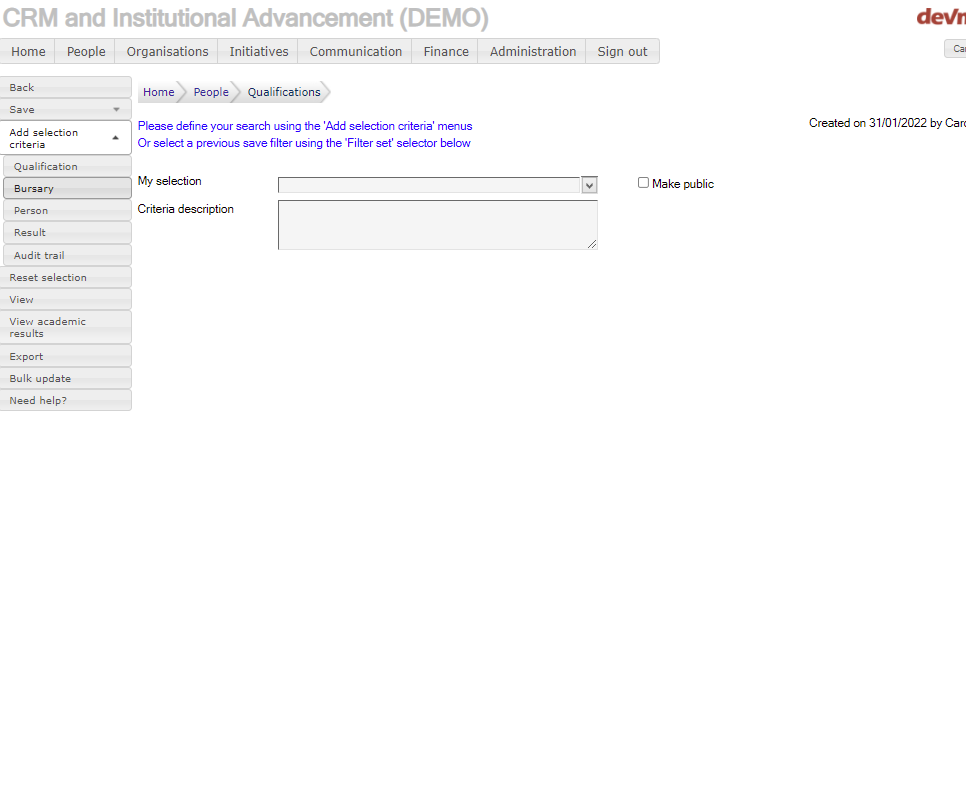 CRM and Institutional Advancement (DEMO)
Home People Organisations Initiatives Communication Finance Administration Sign out
Back
Save
Add selection
criteria
Qualification
Bursary
Person
Result
Audit trail
Reset selection
View
View academic
results
Export
Bulk update
Need help?
Home People Qualifications
Please define your search using the 'Add selection criteria' menus
Or select a previous save filter using the 'Filter set' selector below
Created on 31/01/2022 by
My selection
Make public
Criteria description